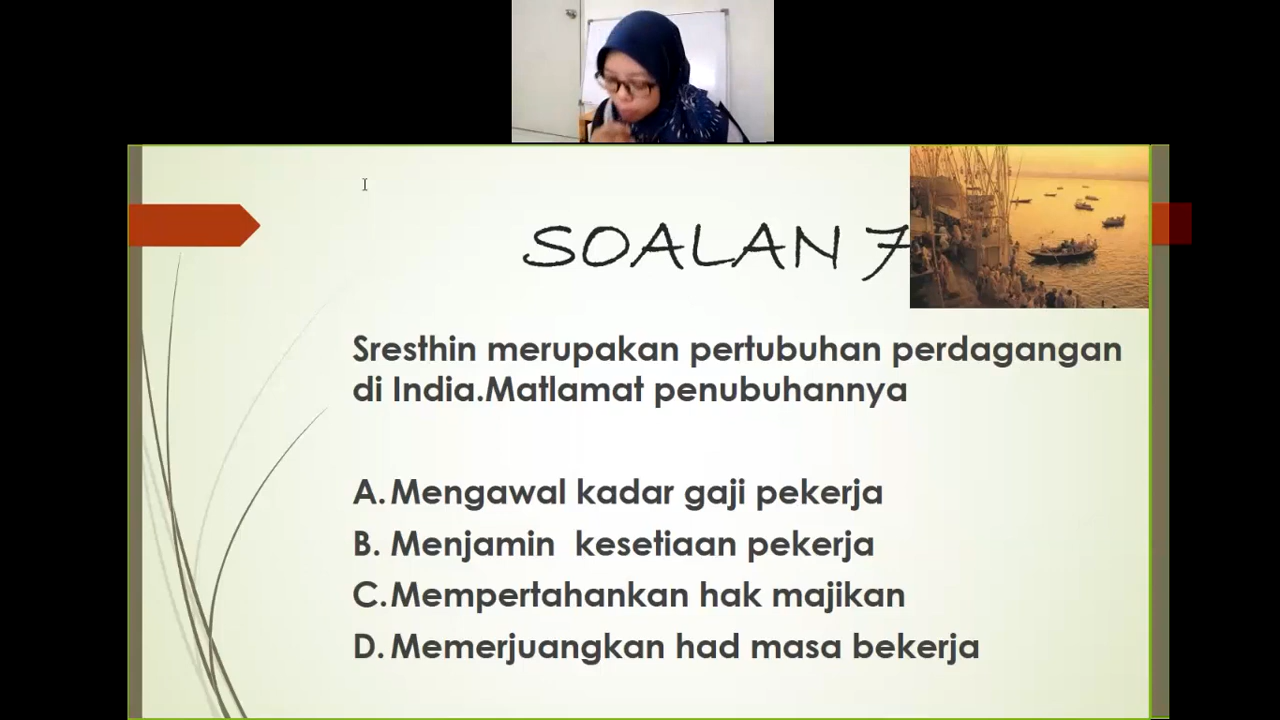 SOALAN 7
Sresthin merupakan pertubuhan perdagangan
di India.Matlamat penubuhannya
A. Mengawal kadar gaji pekerja
B. Menjamin kesetiaan pekerja
C. Mempertahankan hak majikan
D. Memerjuangkan had masa bekerja